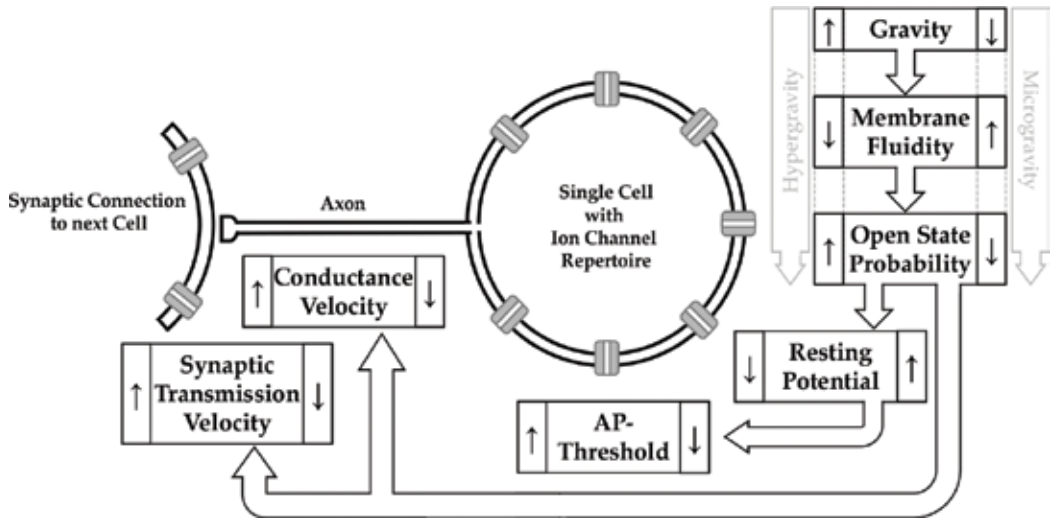 ↑ Gravity ↓
Hypergravity
Microgravity
↓ Membrane ↑
Fluidity
Synaptic Connection
to next Cell
Axon
Single Cell
with
Ion Channel
Repertoire
↑ Open State ↓
Probability
↑ Conductance ↓
Velocity
↓ Resting ↑
Potential
↑ Synaptic ↓
Transmission
Velocity
↑ AP- ↓
Threshold